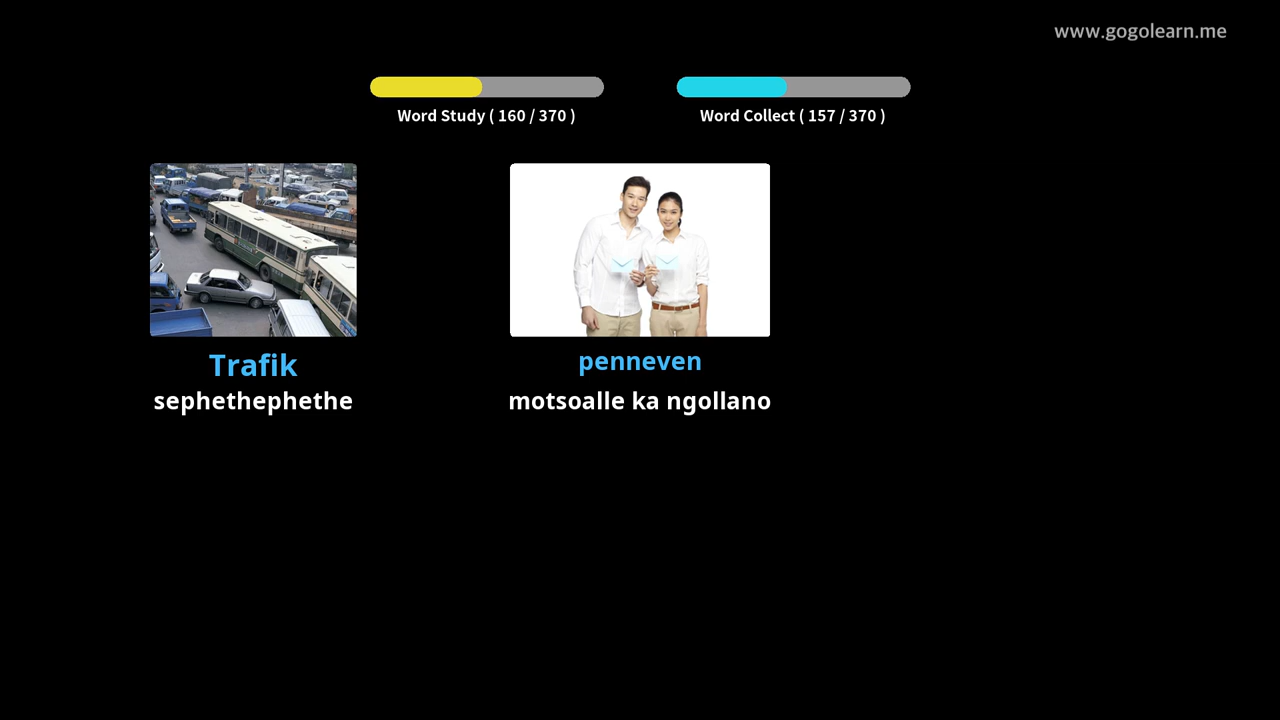 www.gogolearn.me
Word Study ( 160 / 370 )
Word Collect ( 157 / 370 )
Trafik
sephethephethe
penneven
motsoalle ka ngollano